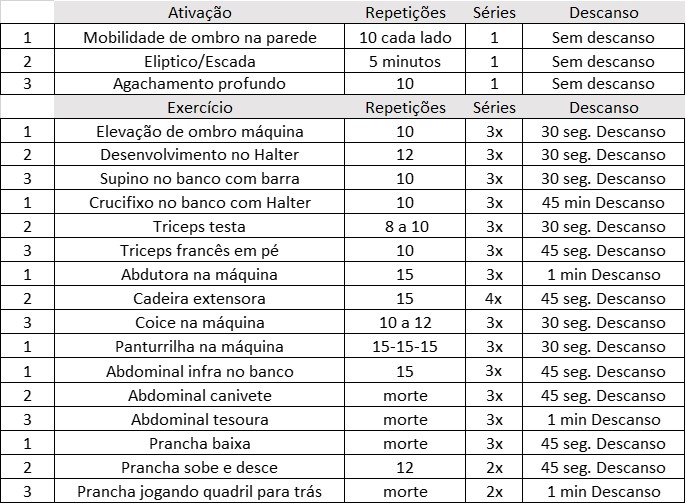 Ativação Repetições Séries Descanso
1 Mobilidade de ombro na parede 10 cada lado 1 Sem descanso
2 Eliptico/Escada 5 minutos 1 Sem descanso
3 Agachamento profundo 10 1 Sem descanso
Exercício Repetições Séries Descanso
1 Elevação de ombro máquina 10 3x 30 seg. Descanso
2 Desenvolvimento no Halter 12 3x 30 seg. Descanso
3 Supino no banco com barra 10 3x 30 seg. Descanso
1 Crucifixo no banco com Halter 10 3x 45 min Descanso
2 Triceps testa 8 a 10 3x 30 seg. Descanso
3 Triceps francês em pé 10 3x 45 seg. Descanso
1 Abdutora na máquina 15 3x 1 min Descanso
2 Cadeira extensora 15 4x 45 seg. Descanso
3 Coice na máquina 10 a 12 3x 30 seg. Descanso
1 Panturrilha na máquina 15-15-15 3x 30 seg. Descanso
1 Abdominal infra no banco 15 3x 45 seg. Descanso
2 Abdominal canivete morte 3x 45 seg. Descanso
3 Abdominal tesoura morte 3x 1 min Descanso
1 Prancha baixa morte 3x 45 seg. Descanso
2 Prancha sobe e desce 12 2x 45 seg. Descanso
3 Prancha jogando quadril para trás morte 2x 1 min Descanso